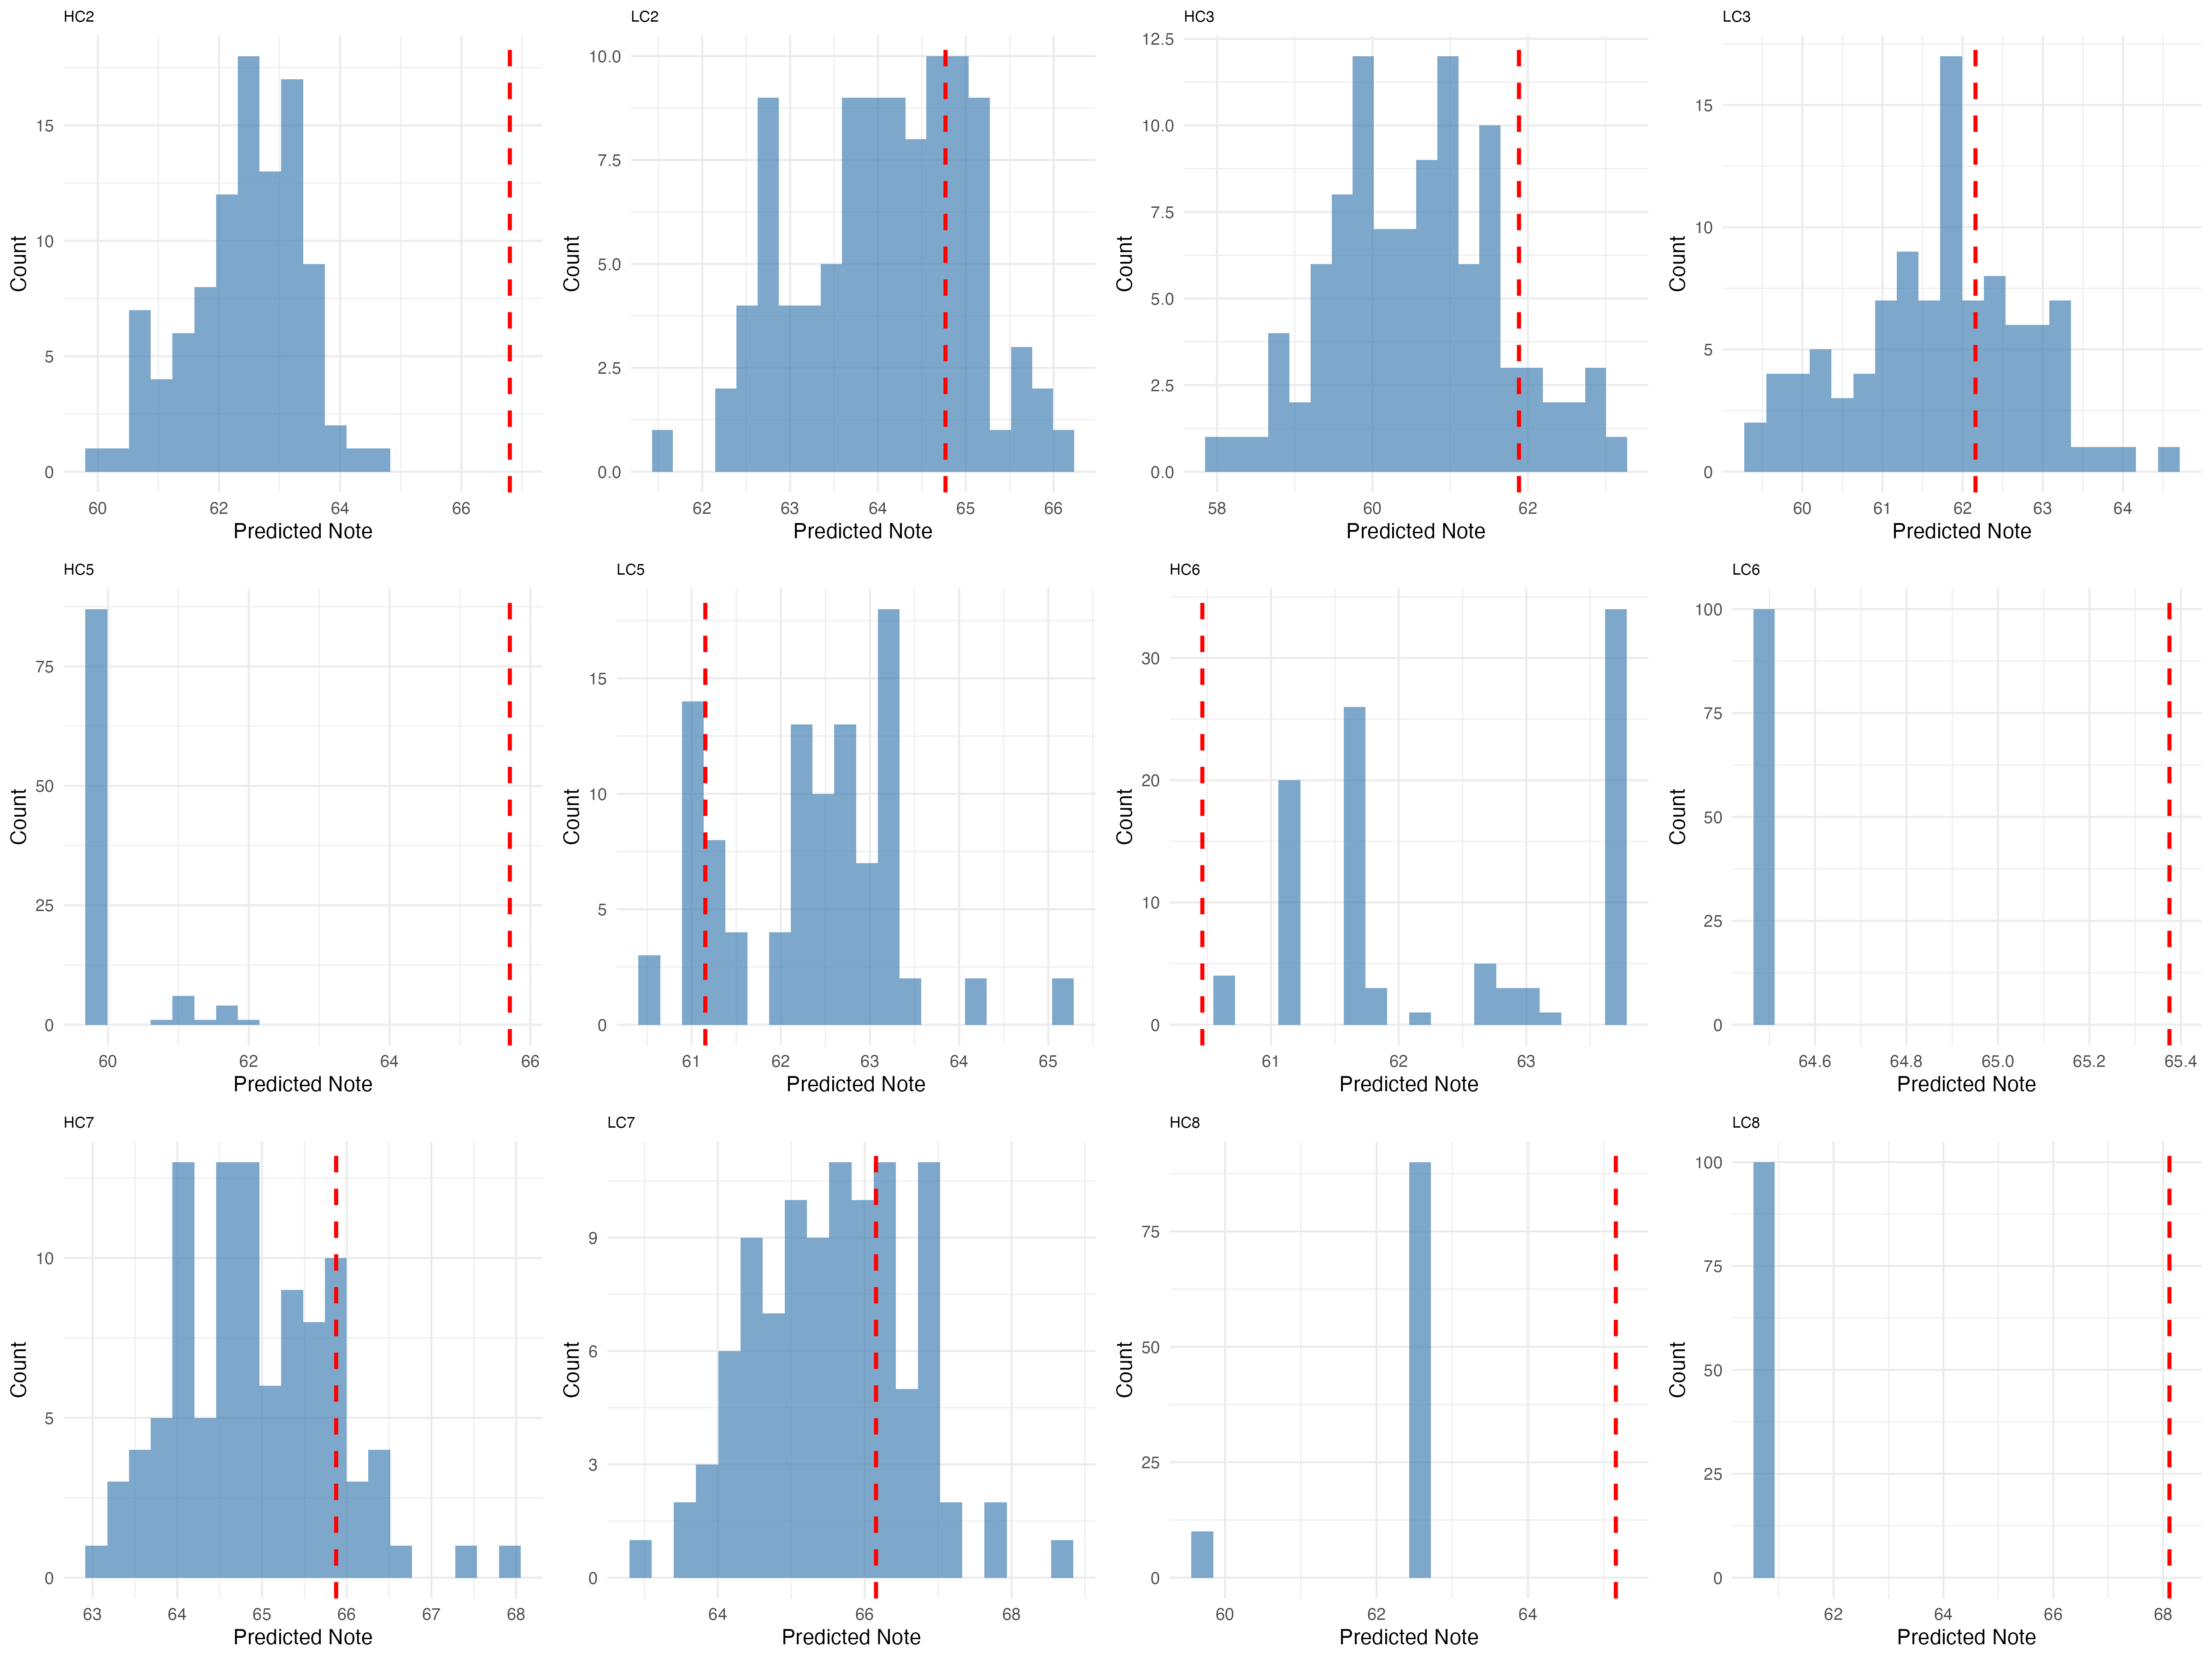 HC2
LC2
HC3
LC3
15
10
5
0
Count
60 62 64 66
Predicted Note
10.0
7.5
5.0
2.5
0.0
Count
62 63 64 65 66
Predicted Note
12.5
10.0
7.5
5.0
2.5
0.0
Count
58 60 62
Predicted Note
15
10
5
0
Count
60 61 62 63 64
Predicted Note
HC5
LC5
HC6
LC6
75
50
25
0
Count
60 62 64 66
Predicted Note
15
10
5
0
Count
61 62 63 64 65
Predicted Note
30
20
10
0
Count
61 62 63
Predicted Note
100
75
50
25
0
Count
64.6 64.8 65.0 65.2 65.4
Predicted Note
HC7
LC7
HC8
LC8
10
5
0
Count
63 64 65 66 67 68
Predicted Note
9
6
3
0
Count
64 66 68
Predicted Note
75
50
25
0
Count
60 62 64
Predicted Note
100
75
50
25
0
Count
62 64 66 68
Predicted Note